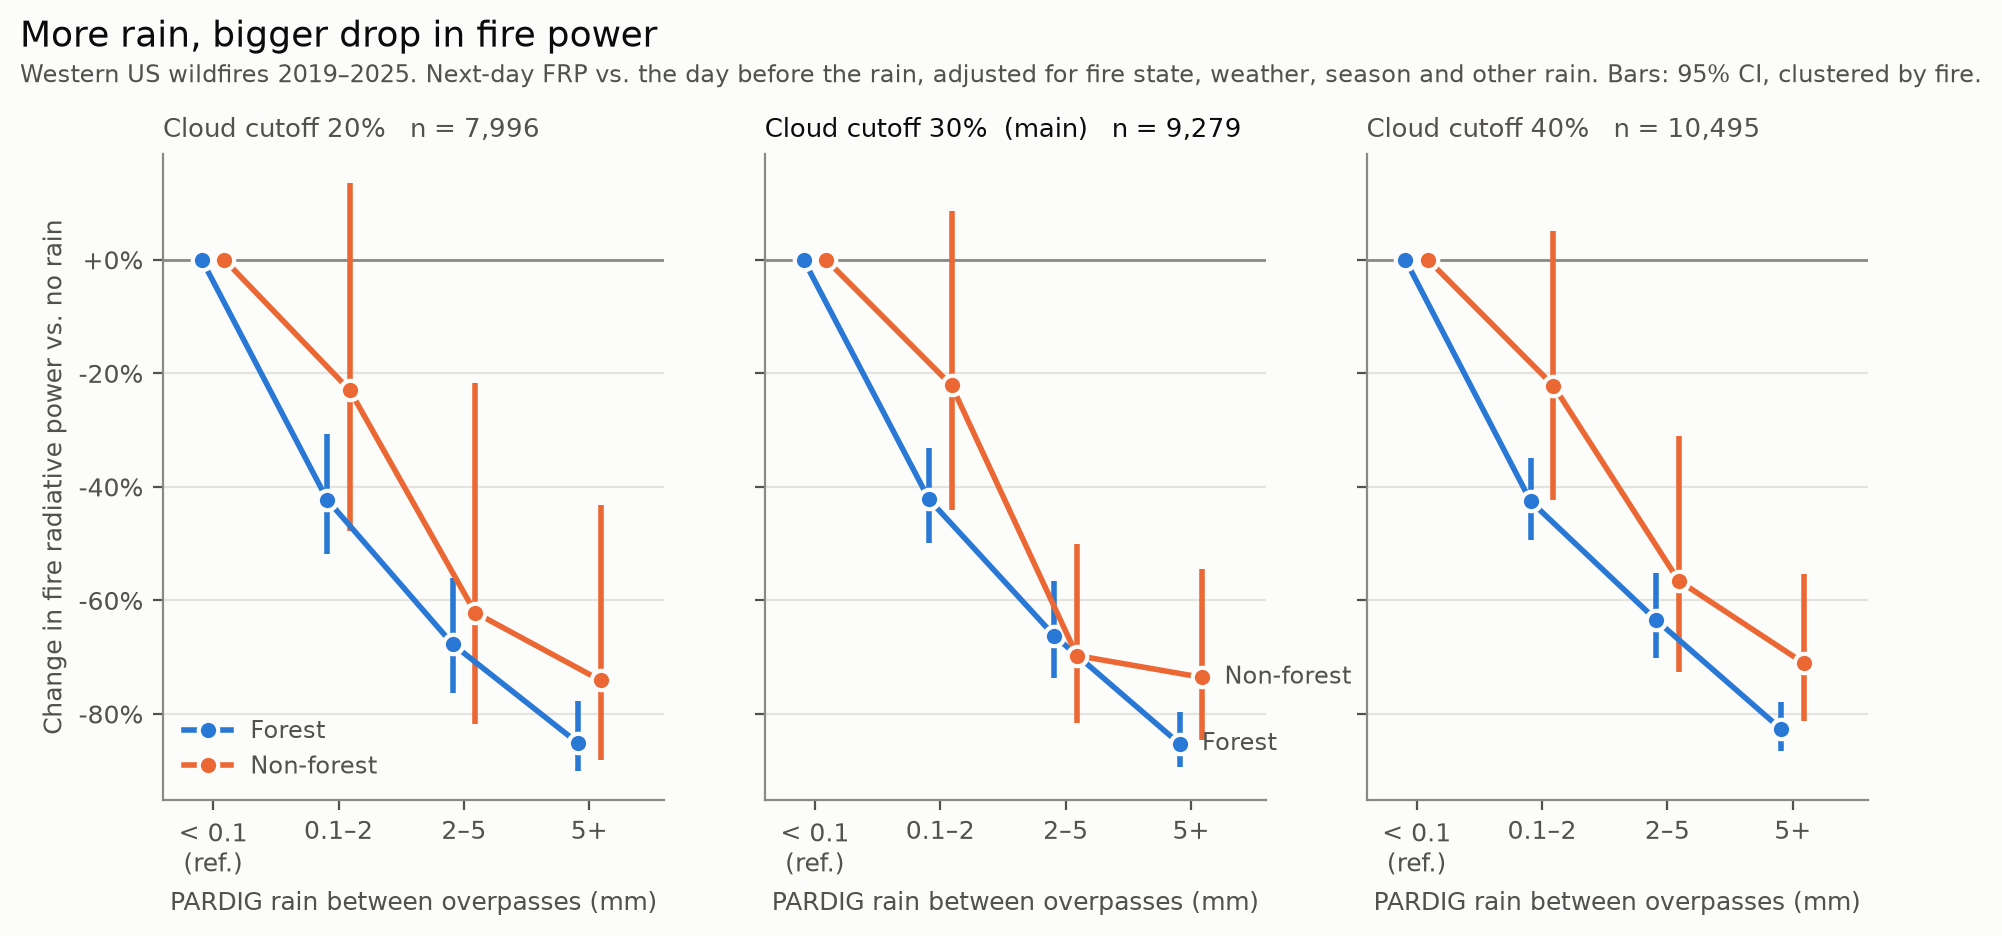 More rain, bigger drop in fire power
Western US wildfires 2019–2025. Next-day FRP vs. the day before the rain, adjusted for fire state, weather, season and other rain. Bars: 95% CI, clustered by fire.
Cloud cutoff 20%   n = 7,996
Cloud cutoff 30%  (main)   n = 9,279
Cloud cutoff 40%   n = 10,495
Change in fire radiative power vs. no rain
+0%
-20%
-40%
-60%
-80%
Forest
Non-forest
Non-forest
Forest
< 0.1
(ref.)
0.1–2
2–5
5+
< 0.1
(ref.)
0.1–2
2–5
5+
< 0.1
(ref.)
0.1–2
2–5
5+
PARDIG rain between overpasses (mm)
PARDIG rain between overpasses (mm)
PARDIG rain between overpasses (mm)